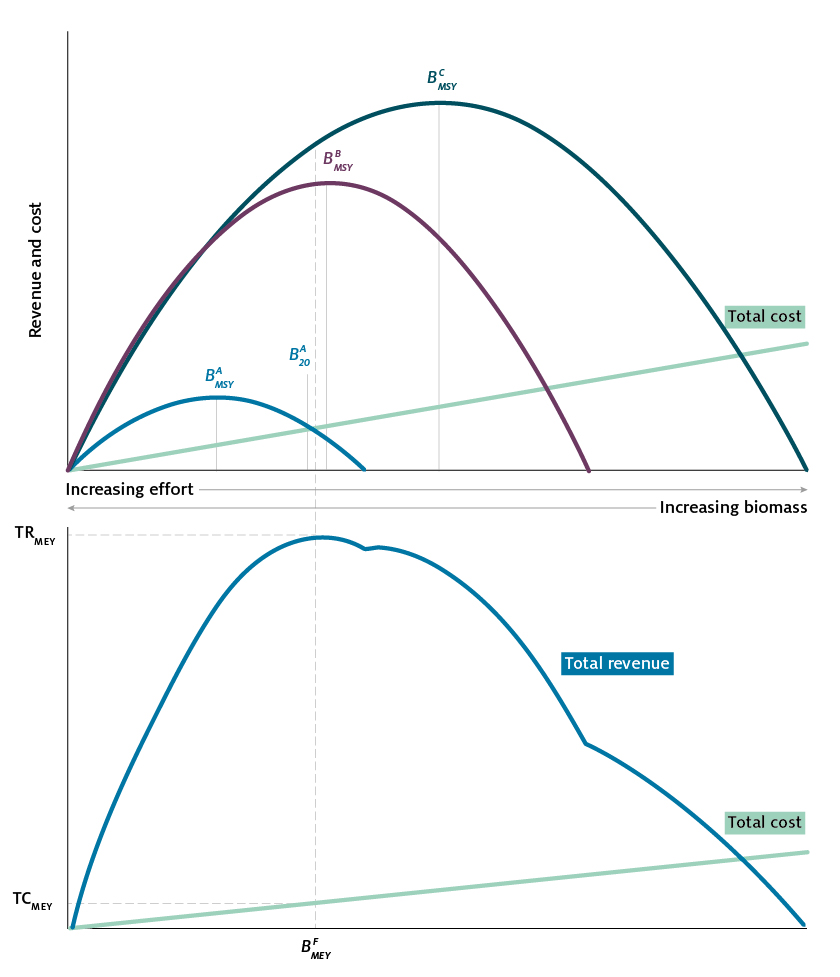 B^C_MSY
B^B_MSY
B^A_20
B^A_MSY
Revenue and cost
Total cost
Increasing effort
Increasing biomass
TR_MEY
Total revenue
Total cost
TC_MEY
B^F_MEY